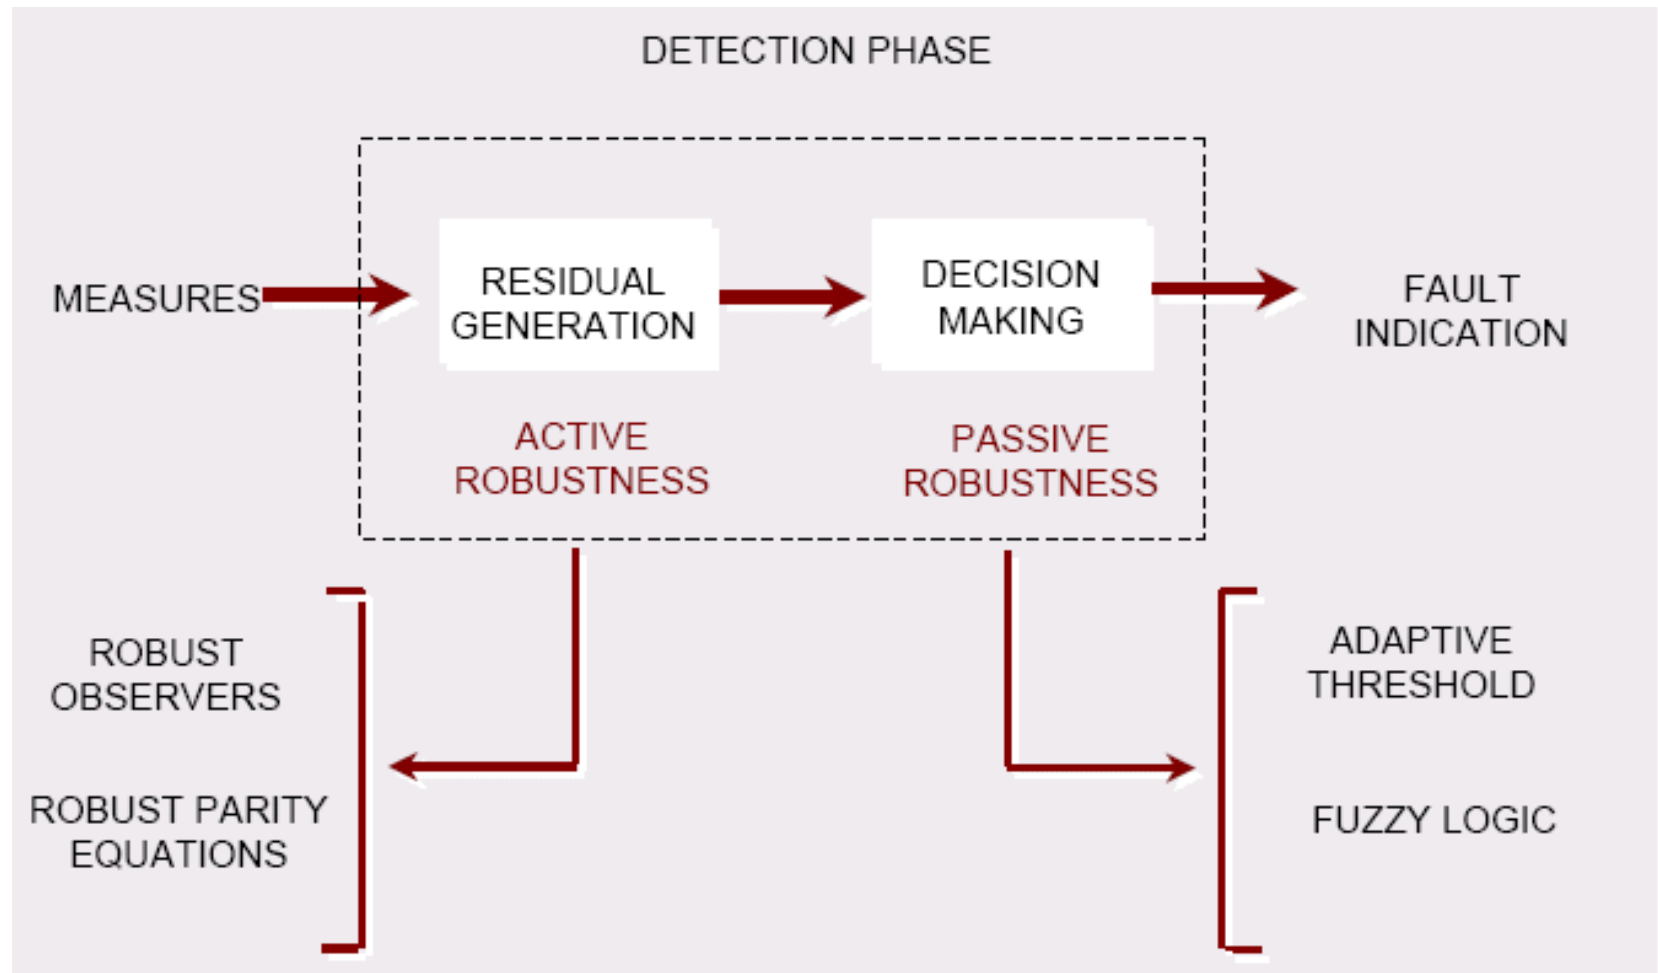 DETECTION PHASE
MEASURES
RESIDUAL
GENERATION
DECISION
MAKING
FAULT
INDICATION
ACTIVE
ROBUSTNESS
PASSIVE
ROBUSTNESS
ROBUST
OBSERVERS
ROBUST PARITY
EQUATIONS
ADAPTIVE
THRESHOLD
FUZZY LOGIC